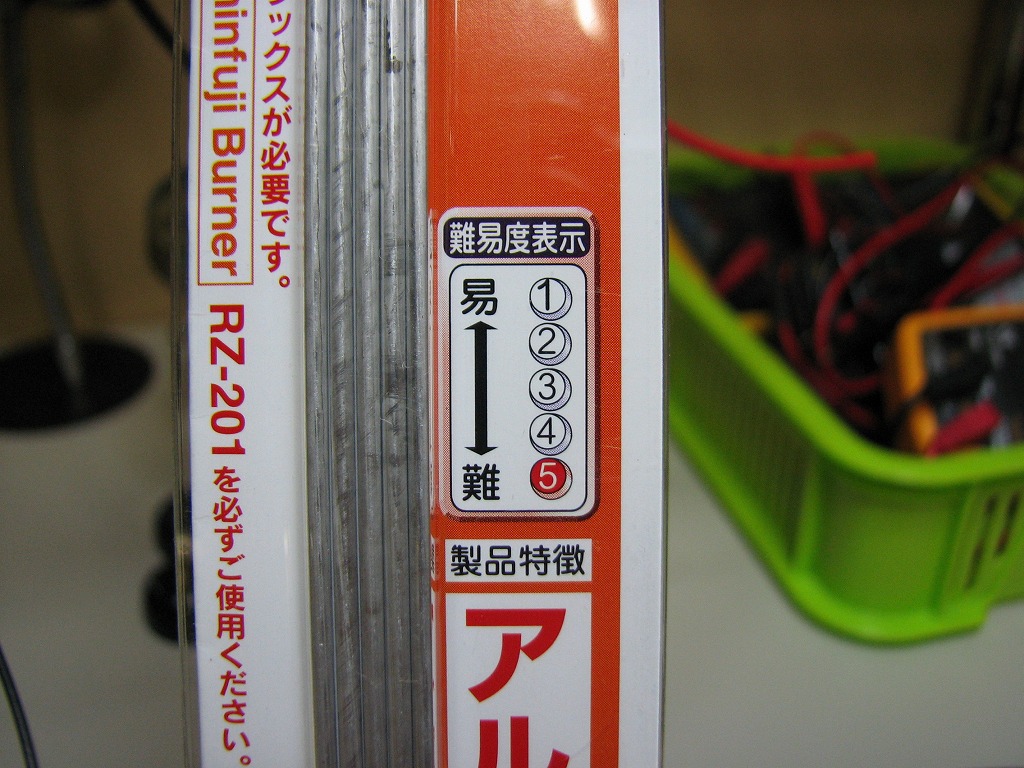 ックスが必要です。
infuji Burner RZ-201を必ずご使用ください。
難易度表示
易 1
2
3
4
難 5
製品特徴
アル